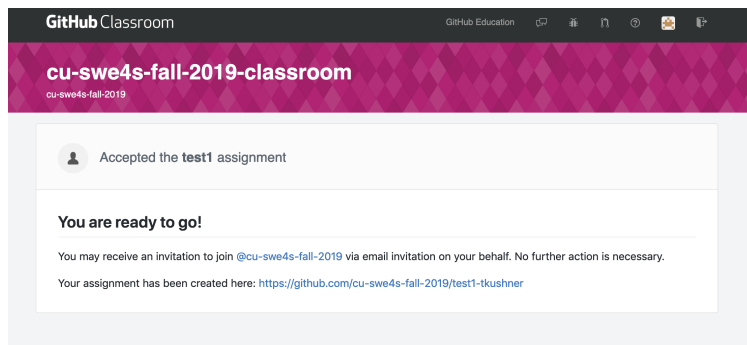 GitHub Classroom
GitHub Education
cu-swe4s-fall-2019-classroom
cu-swe4s-fall-2019
Accepted the test1 assignment
You are ready to go!
You may receive an invitation to join @cu-swe4s-fall-2019 via email invitation on your behalf. No further action is necessary.
Your assignment has been created here: https://github.com/cu-swe4s-fall-2019/test1-tkushner